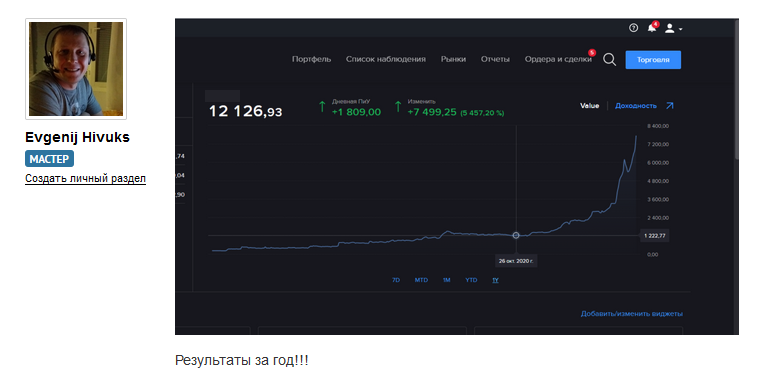 Evgenij Hivuks
МАСТЕР
Создать личный раздел
4
Портфель
Список наблюдения
Рынки
Отчеты
Ордера и сделки
5
Торговля
12 126,93
Дневная ПиУ
+1 809,00
Изменить
+7 499,25 (5 457,20 %)
Value
Доходность
8 400,00
7 200,00
6 000,00
4 800,00
3 600,00
2 400,00
1 222,77
0,00
,74
,04
,90
26 окт. 2020 г.
7D
MTD
1M
YTD
1Y
Добавить/изменить виджеты
Результаты за год!!!